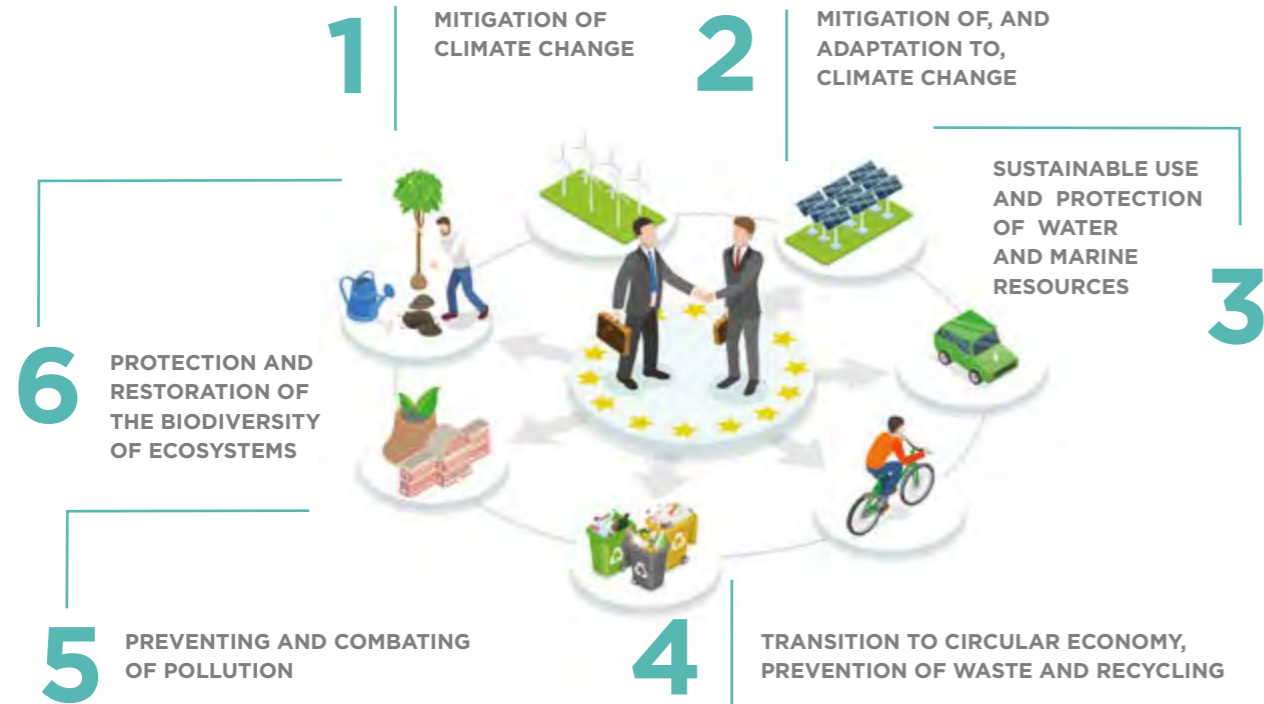 1
MITIGATION OF
CLIMATE CHANGE
2
MITIGATION OF, AND
ADAPTATION TO,
CLIMATE CHANGE
3
SUSTAINABLE USE
AND PROTECTION
OF WATER
AND MARINE
RESOURCES
4
TRANSITION TO CIRCULAR ECONOMY,
PREVENTION OF WASTE AND RECYCLING
5
PREVENTING AND COMBATING
OF POLLUTION
6
PROTECTION AND
RESTORATION OF
THE BIODIVERSITY
OF ECOSYSTEMS